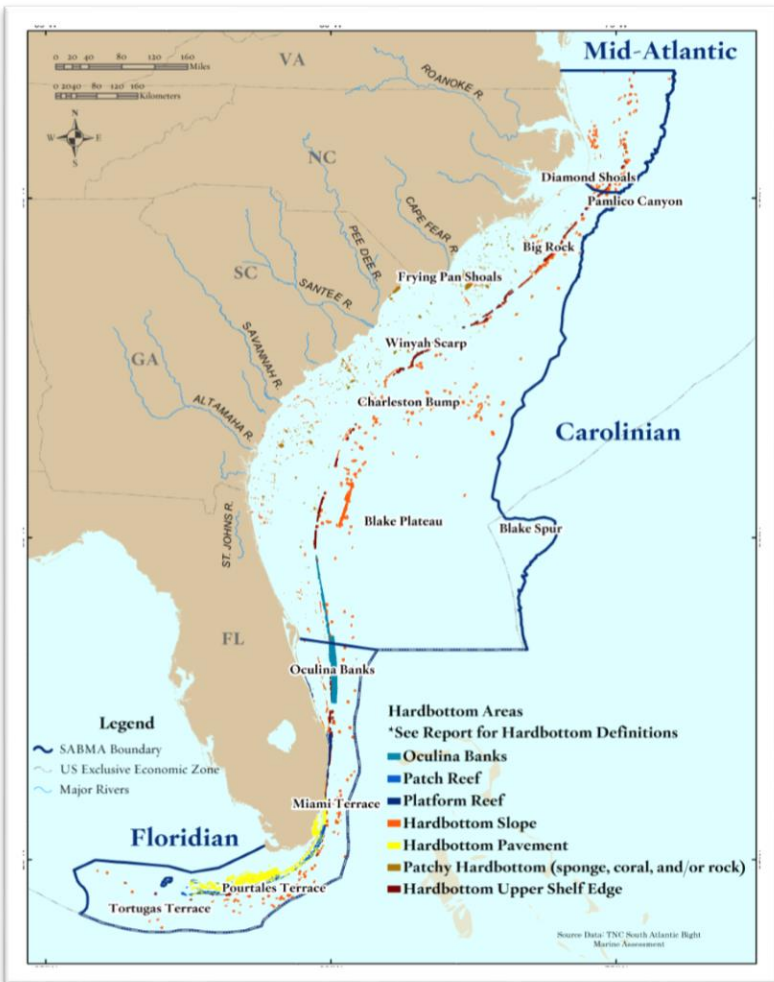 Mid-Atlantic
0 20 40 80 120 160
Miles
0 2040 80 120 160
Kilometers
N
W E
S
VA
ROANOKE R.
NC
Diamond Shoals
Pamlico Canyon
CAPE FEAR R.
PEE DEE R.
Big Rock
SC
Frying Pan Shoals
SANTEE R.
SAVANNAH R.
Winyah Scarp
GA
ALTAMAHA R.
Charleston Bump
Carolinian
ST. JOHNS R.
Blake Plateau
Blake Spur
FL
Oculina Banks
Legend
SABMA Boundary
US Exclusive Economic Zone
Major Rivers
Hardbottom Areas
*See Report for Hardbottom Definitions
Oculina Banks
Patch Reef
Platform Reef
Hardbottom Slope
Hardbottom Pavement
Patchy Hardbottom (sponge, coral, and/or rock)
Hardbottom Upper Shelf Edge
Miami Terrace
Floridian
Pourtales Terrace
Tortugas Terrace
Source Data: TNC South Atlantic Bight
Marine Assessment